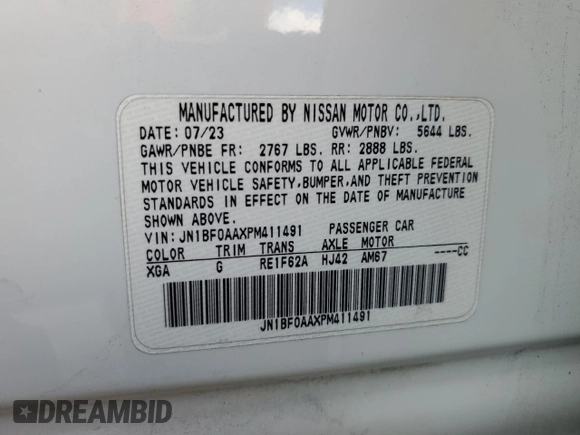 MANUFACTURED BY NISSAN MOTOR CO.,LTD.
DATE: 07/23 GVWR/PNBV: 5644 LBS.
GAWR/PNBE FR: 2767 LBS. RR: 2888 LBS.
THIS VEHICLE CONFORMS TO ALL APPLICABLE FEDERAL
MOTOR VEHICLE SAFETY,BUMPER,AND THEFT PREVENTION
STANDARDS IN EFFECT ON THE DATE OF MANUFACTURE
SHOWN ABOVE.
VIN: JN1BF0AAXPM411491 PASSENGER CAR
COLOR TRIM TRANS AXLE MOTOR
XGA G RE1F62A HJ42 AM67 ----CC
JN1BF0AAXPM411491
DREAMBID